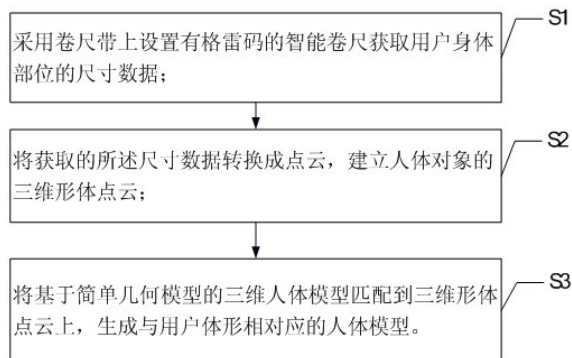 S1
采用卷尺带上设置有格雷码的智能卷尺获取用户身体
部位的尺寸数据；
S2
将获取的所述尺寸数据转换成点云，建立人体对象的
三维形体点云；
S3
将基于简单几何模型的三维人体模型匹配到三维形体
点云上，生成与用户体形相对应的人体模型。